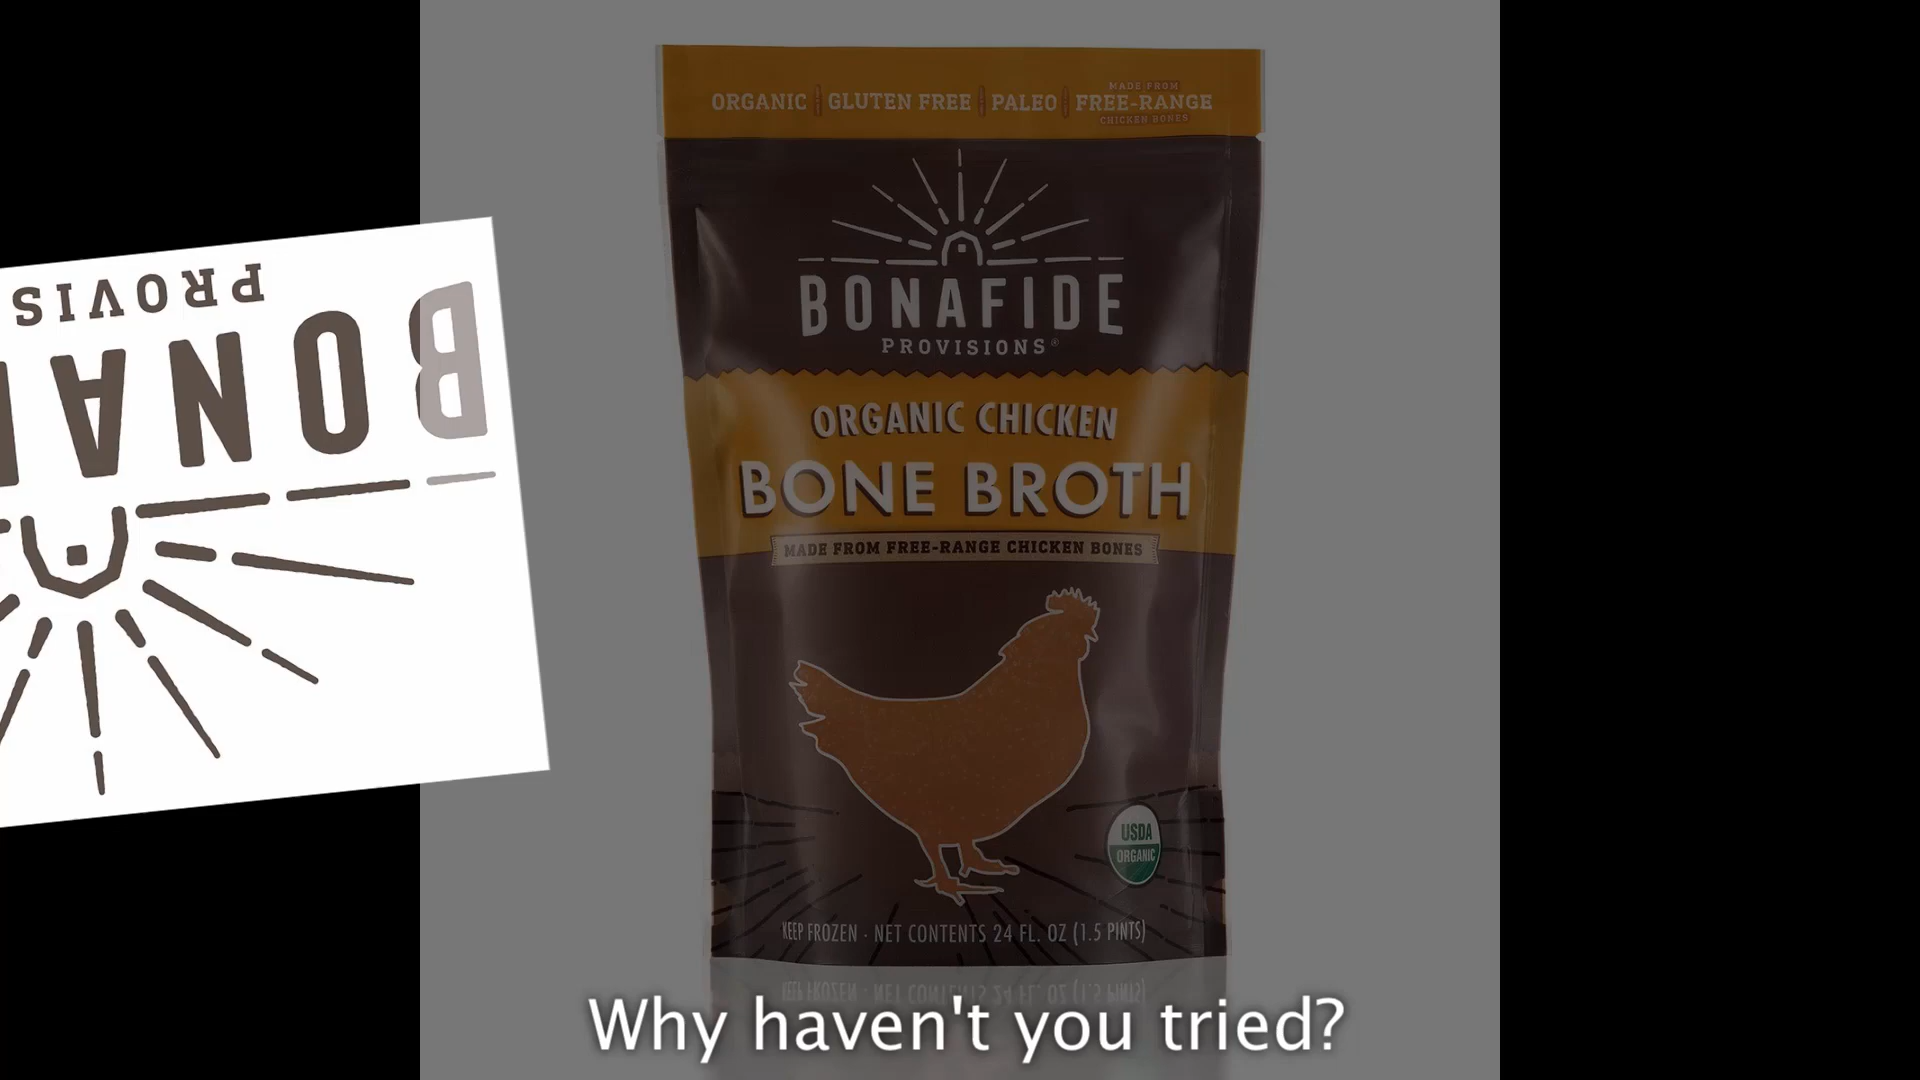 ORGANIC | GLUTEN FREE | PALEO | MADE FROM FREE-RANGE CHICKEN BONES
BONAFIDE
PROVISIONS®
ORGANIC CHICKEN
BONE BROTH
MADE FROM FREE-RANGE CHICKEN BONES
USDA
ORGANIC
KEEP FROZEN · NET CONTENTS 24 FL. OZ (1.5 PINTS)
BONA
PROVIS
Why haven't you tried?